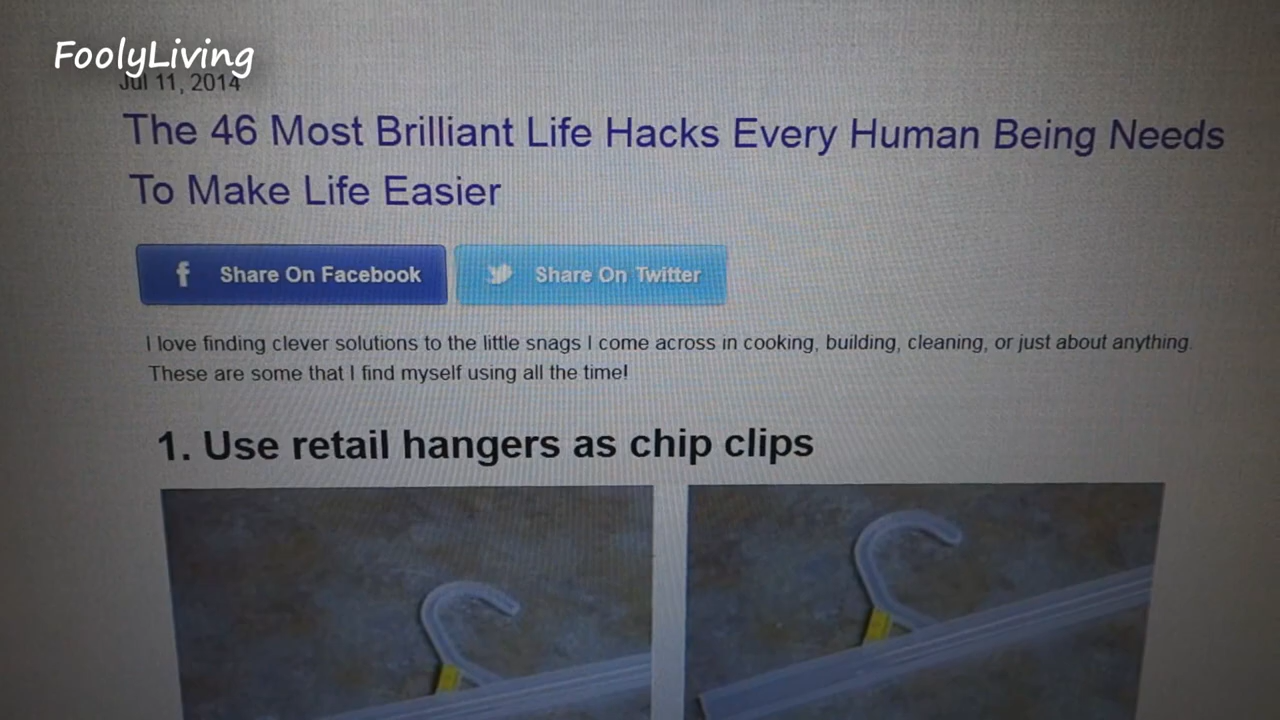 FoolyLiving
Jul 11, 2014
The 46 Most Brilliant Life Hacks Every Human Being Needs
To Make Life Easier
f Share On Facebook
Share On Twitter
I love finding clever solutions to the little snags I come across in cooking, building, cleaning, or just about anything.
These are some that I find myself using all the time!
1. Use retail hangers as chip clips